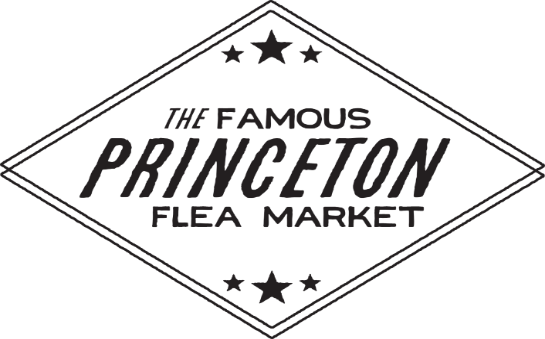 THE FAMOUS
PRINCETON
FLEA MARKET